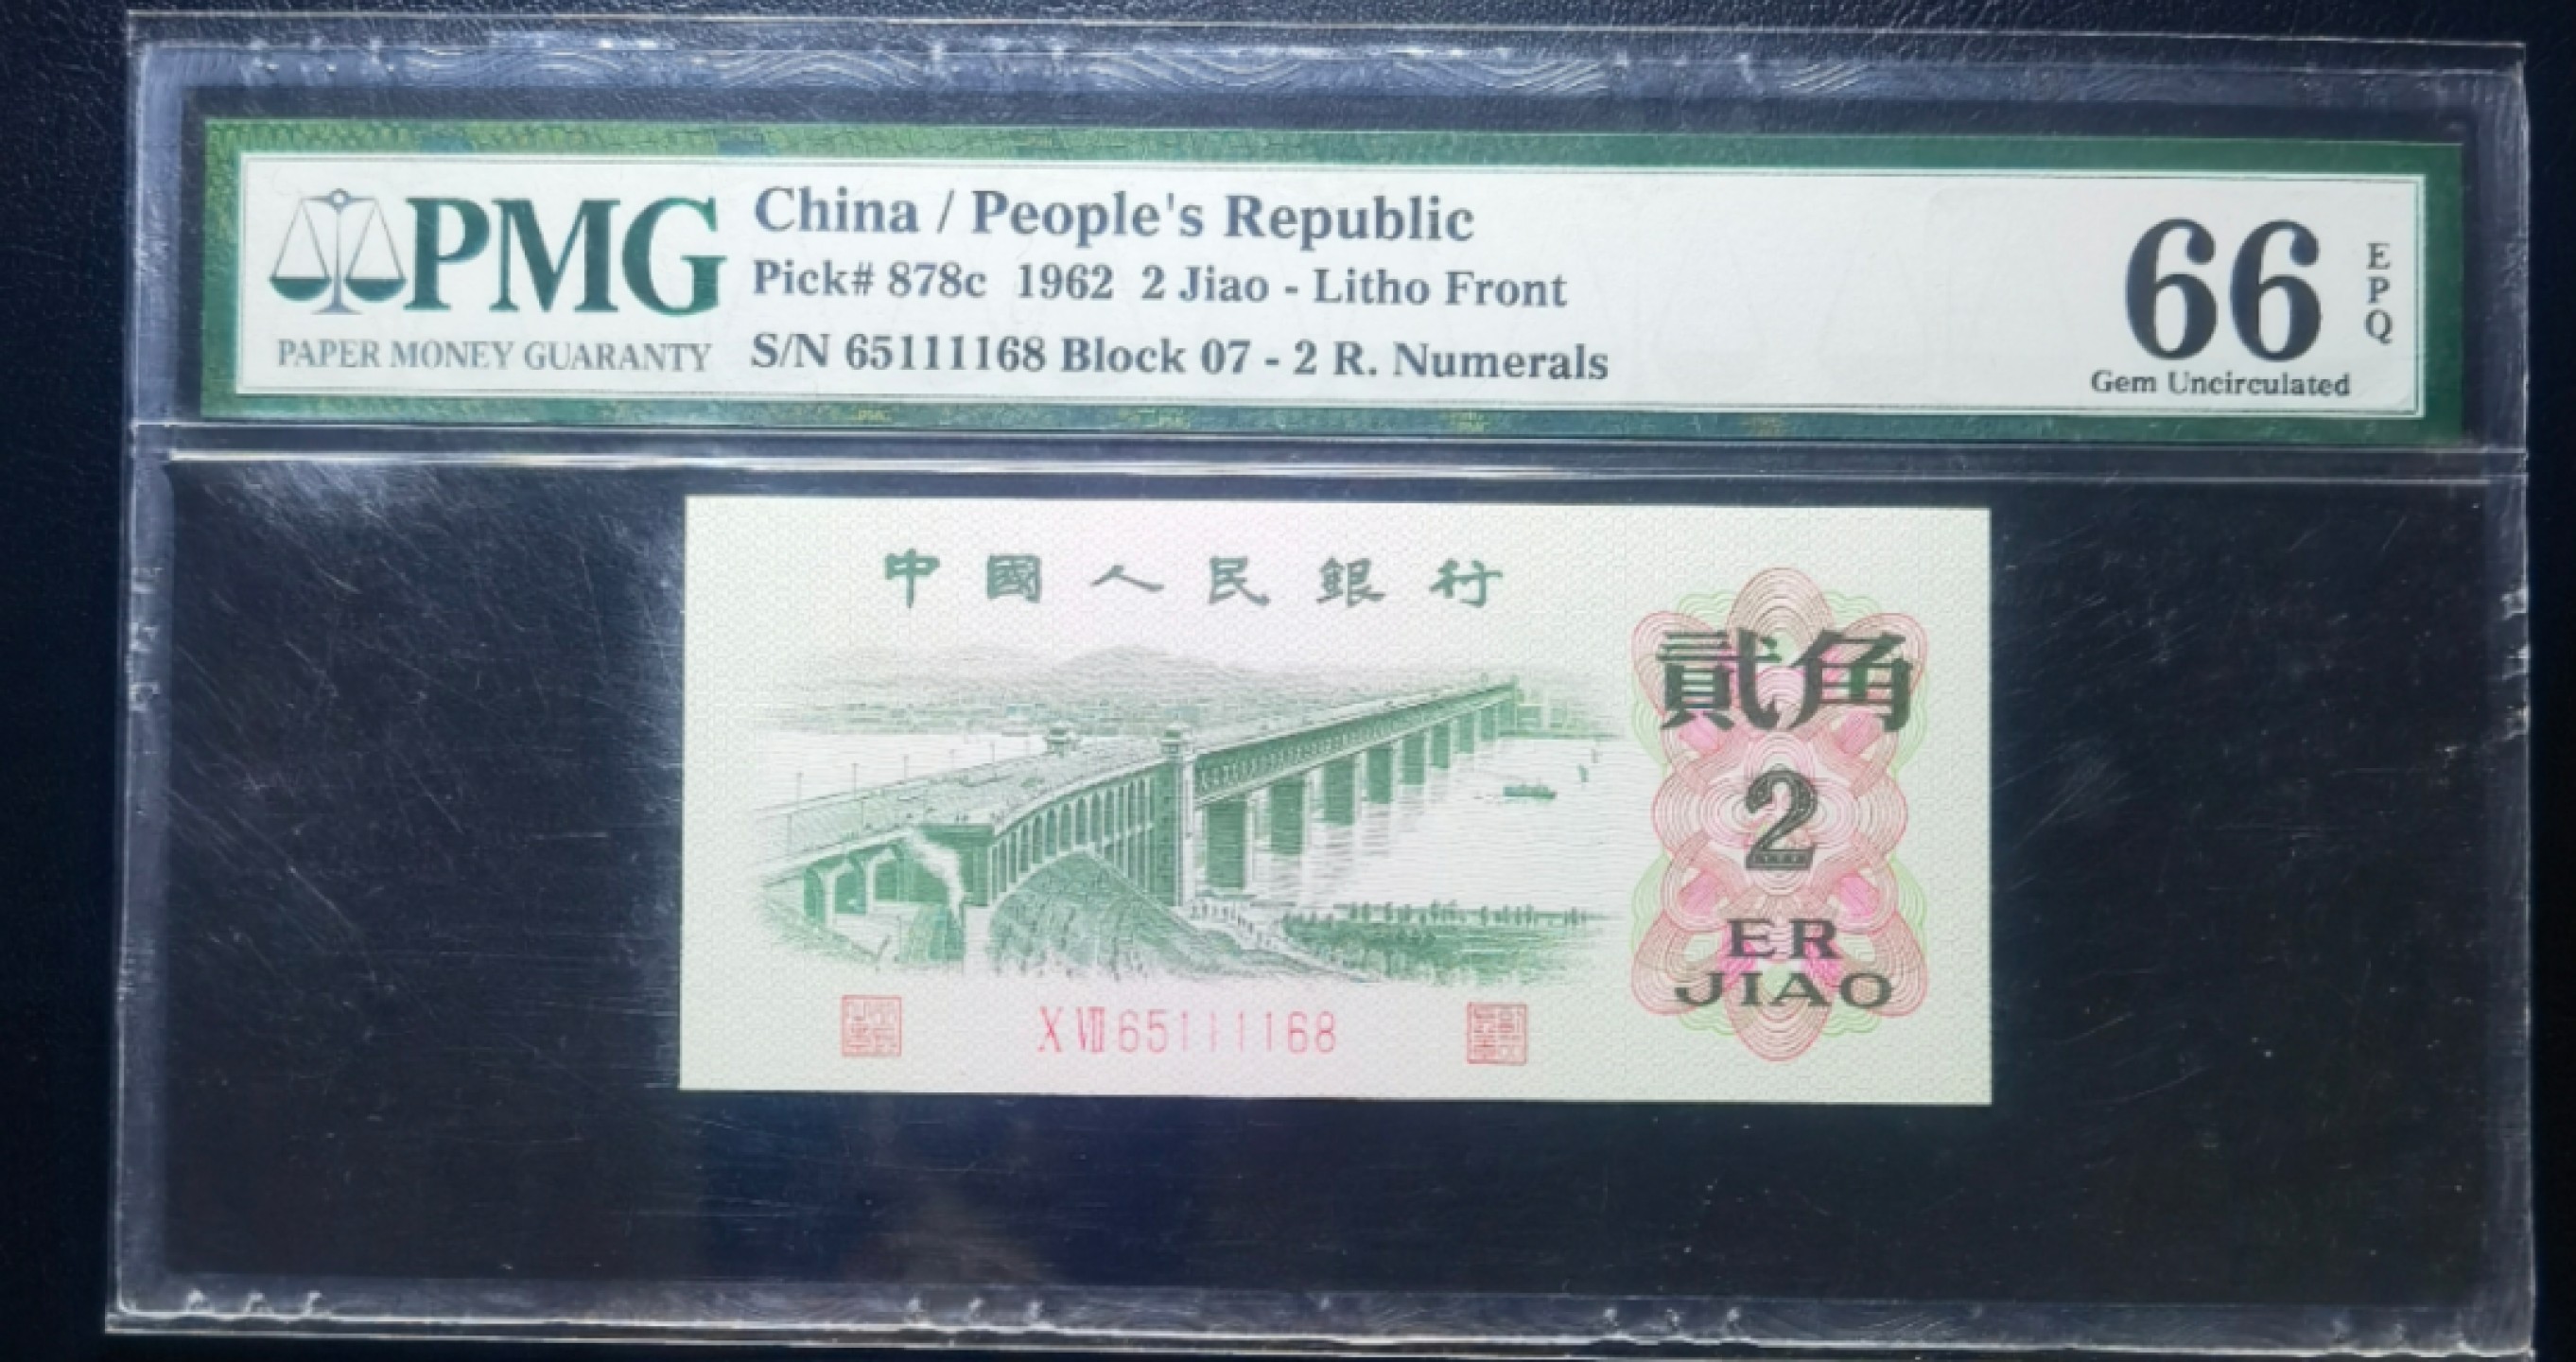 PMG
PAPER MONEY GUARANTY
China / People's Republic
Pick# 878c 1962 2 Jiao - Litho Front
S/N 65111168 Block 07 - 2 R. Numerals
66
EPQ
Gem Uncirculated
中國人民銀行
貳角
2
ER
JIAO
X VII 65111168